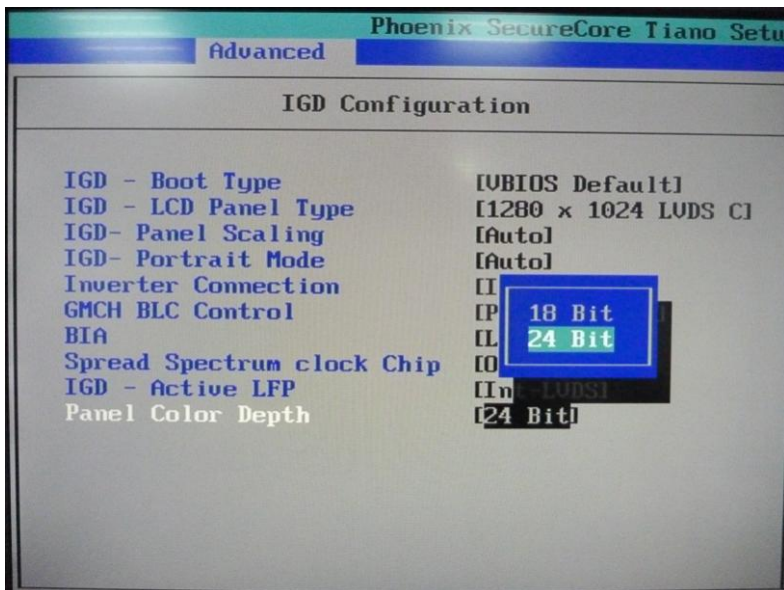 Phoenix SecureCore Tiano Setu
Advanced
IGD Configuration
IGD - Boot Type [VBIOS Default]
IGD - LCD Panel Type [1280 x 1024 LVDS C]
IGD- Panel Scaling [Auto]
IGD- Portrait Mode [Auto]
Inverter Connection [I
GMCH BLC Control [P
18 Bit
BIA [L
24 Bit
Spread Spectrum clock Chip [O
IGD - Active LFP [Int-LVDS]
Panel Color Depth [24 Bit]